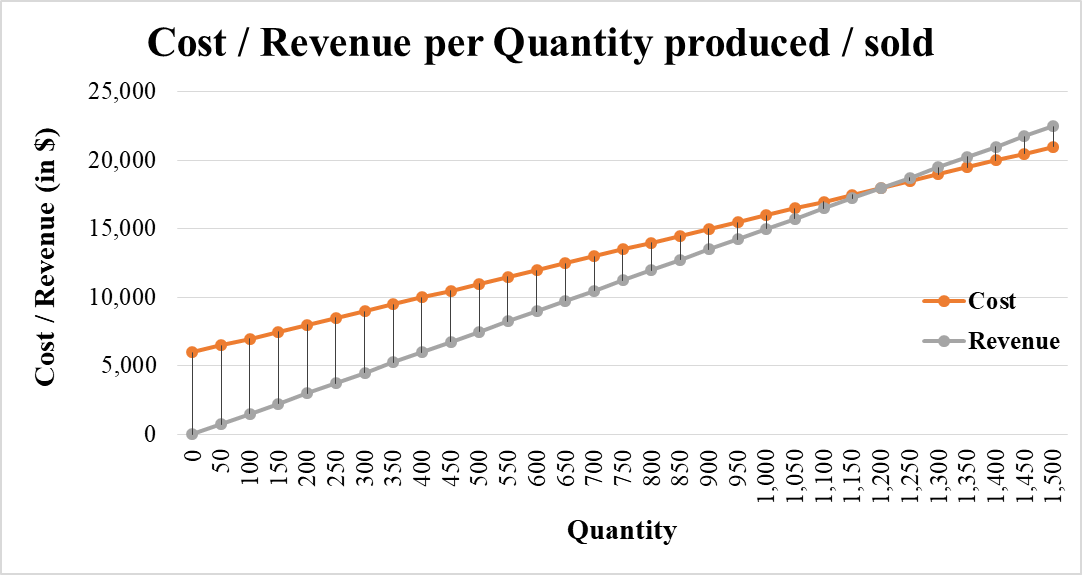 Cost / Revenue per Quantity produced / sold
25,000
20,000
15,000
10,000
5,000
0
Cost / Revenue (in $)
Cost
Revenue
0 50 100 150 200 250 300 350 400 450 500 550 600 650 700 750 800 850 900 950 1,000 1,050 1,100 1,150 1,200 1,250 1,300 1,350 1,400 1,450 1,500
Quantity